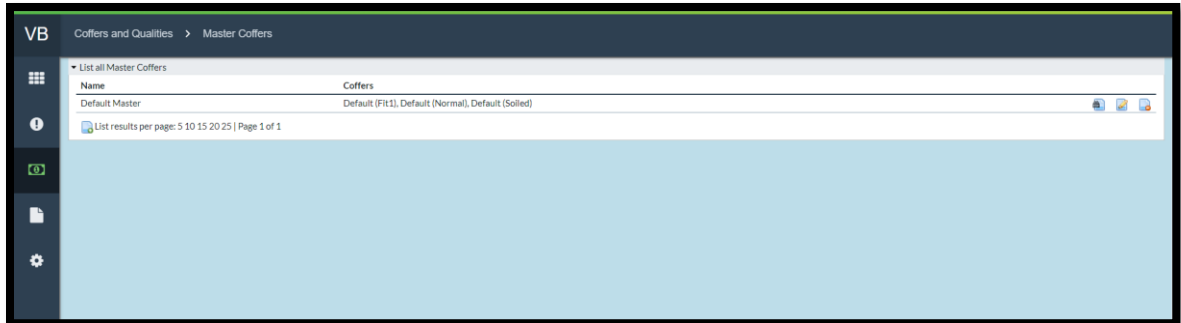 VB
Coffers and Qualities > Master Coffers
List all Master Coffers
Name Coffers
Default Master Default (Fit1), Default (Normal), Default (Soiled)
List results per page: 5 10 15 20 25 | Page 1 of 1